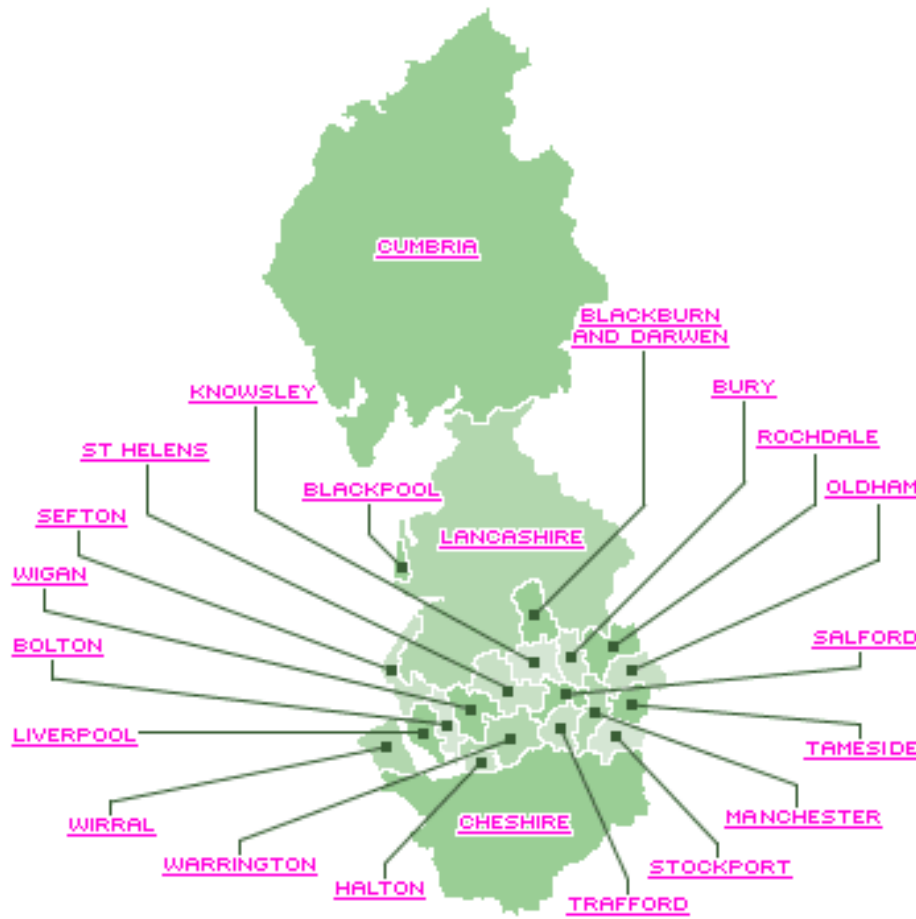 CUMBRIA
BLACKBURN
AND DARWEN
KNOWSLEY
BURY
ROCHDALE
ST HELENS
BLACKPOOL
OLDHAM
SEFTON
LANCASHIRE
WIGAN
BOLTON
SALFORD
LIVERPOOL
TAMESIDE
WIRRAL
CHESHIRE
MANCHESTER
WARRINGTON
STOCKPORT
HALTON
TRAFFORD